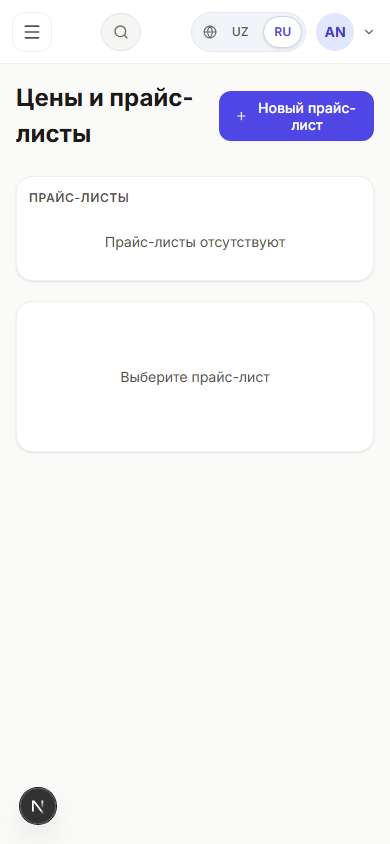 UZ
RU
AN
Цены и прайс-
листы
+ Новый прайс-
лист
ПРАЙС-ЛИСТЫ
Прайс-листы отсутствуют
Выберите прайс-лист
N